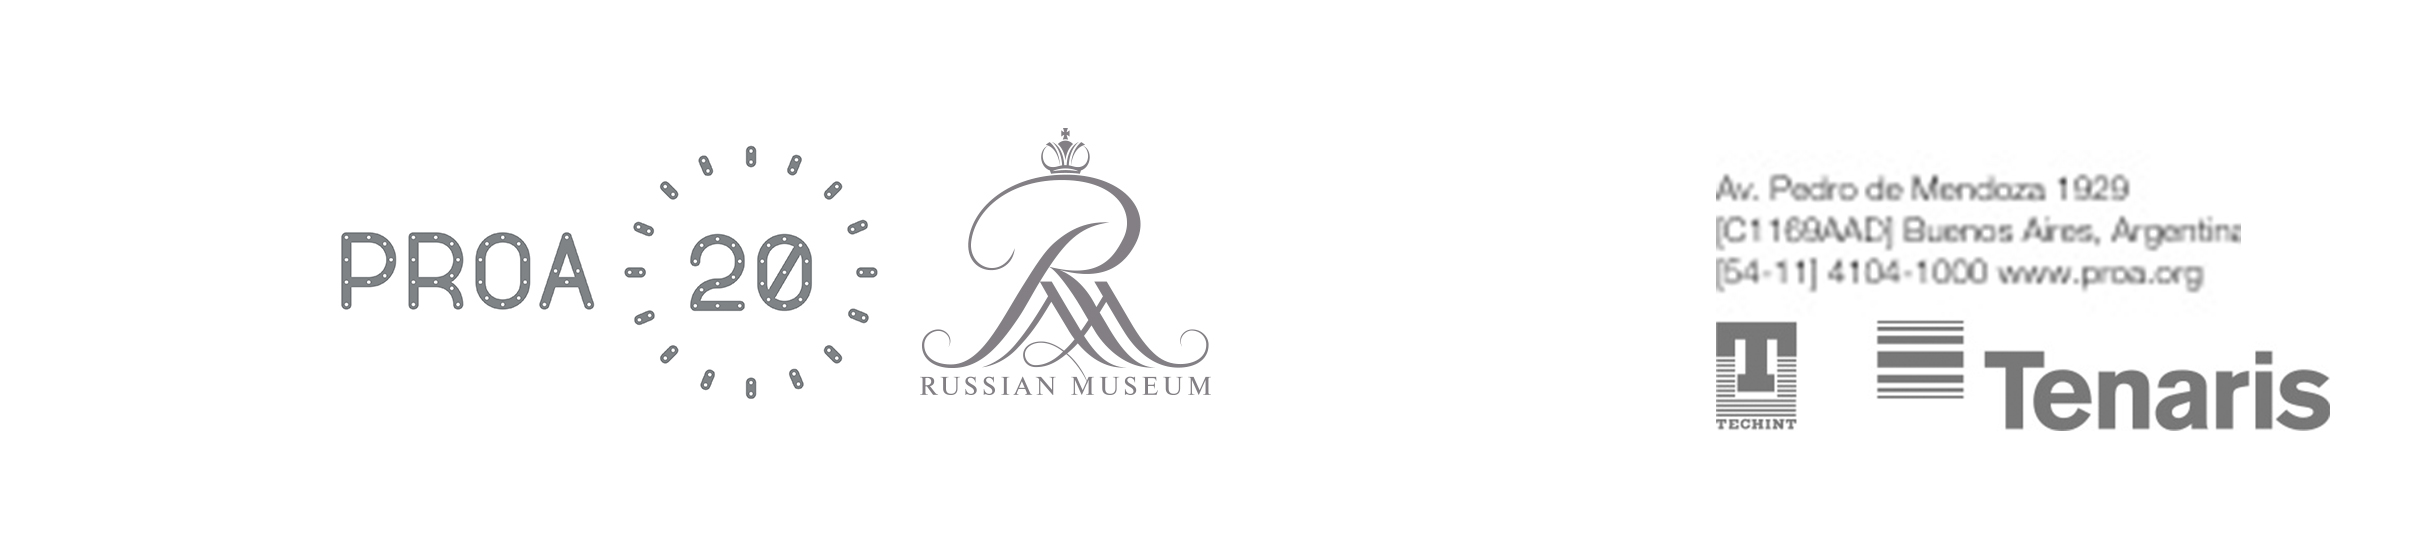 PROA 20
RUSSIAN MUSEUM
Av. Pedro de Mendoza 1929
[C1169AAD] Buenos Aires, Argentina
[54-11] 4104-1000 www.proa.org
T
TECHINT
Tenaris